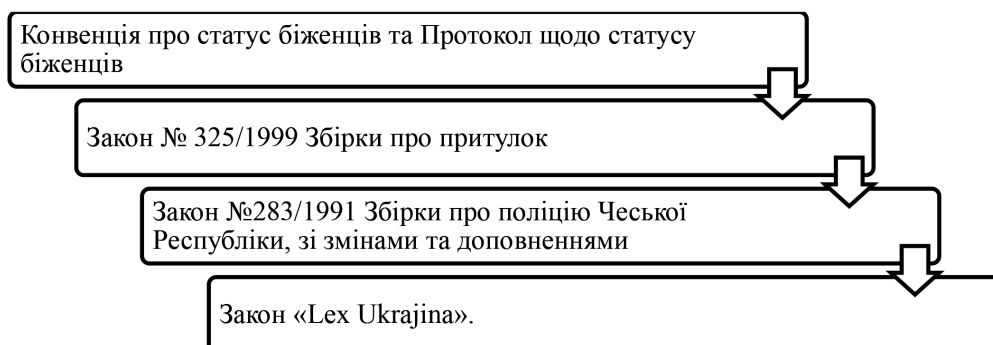 Конвенція про статус біженців та Протокол щодо статусу
біженців
Закон № 325/1999 Збірки про притулок
Закон №283/1991 Збірки про поліцію Чеської
Республіки, зі змінами та доповненнями
Закон «Lex Ukrajina».